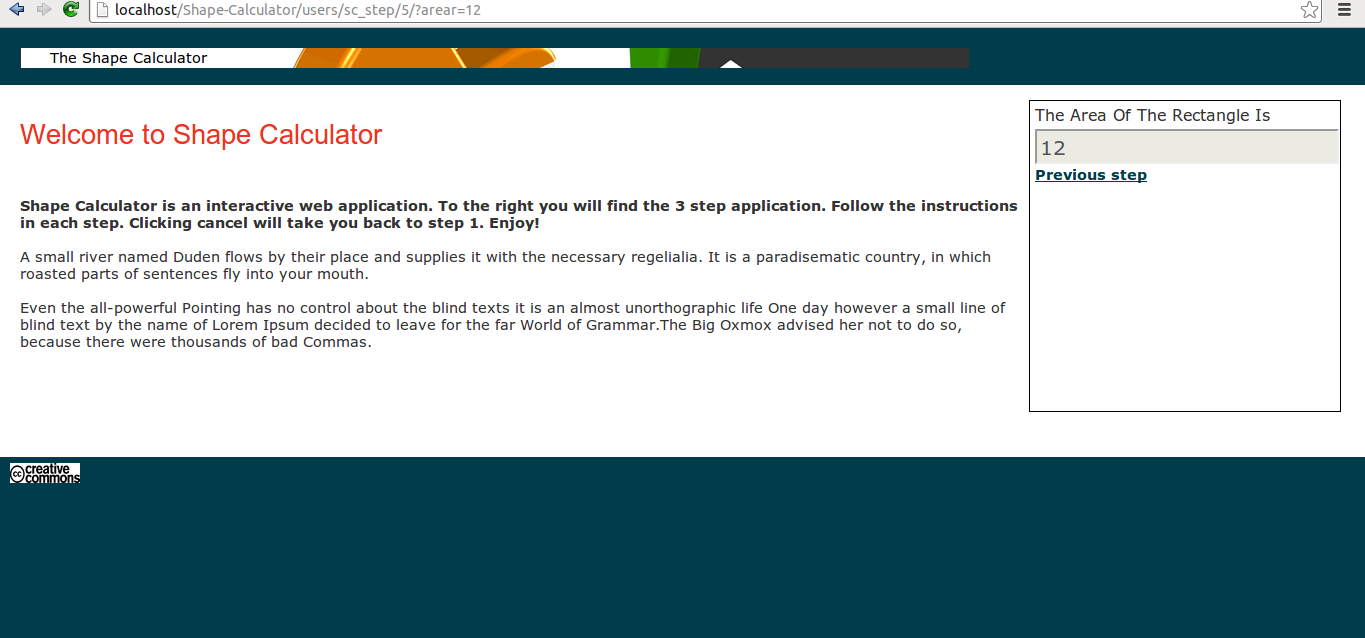 localhost/Shape-Calculator/users/sc_step/5/?arear=12
The Shape Calculator
Welcome to Shape Calculator
Shape Calculator is an interactive web application. To the right you will find the 3 step application. Follow the instructions
in each step. Clicking cancel will take you back to step 1. Enjoy!
A small river named Duden flows by their place and supplies it with the necessary regelialia. It is a paradisematic country, in which
roasted parts of sentences fly into your mouth.
Even the all-powerful Pointing has no control about the blind texts it is an almost unorthographic life One day however a small line of
blind text by the name of Lorem Ipsum decided to leave for the far World of Grammar.The Big Oxmox advised her not to do so,
because there were thousands of bad Commas.
The Area Of The Rectangle Is
12
Previous step
cc creative
commons